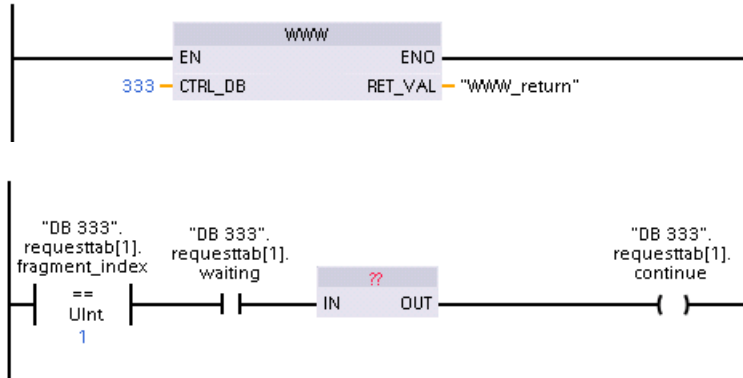 WWW
EN ENO
333 CTRL_DB RET_VAL "WWW_return"
"DB 333".
requesttab[1].
fragment_index
==
UInt
1
"DB 333".
requesttab[1].
waiting
??
IN OUT
"DB 333".
requesttab[1].
continue